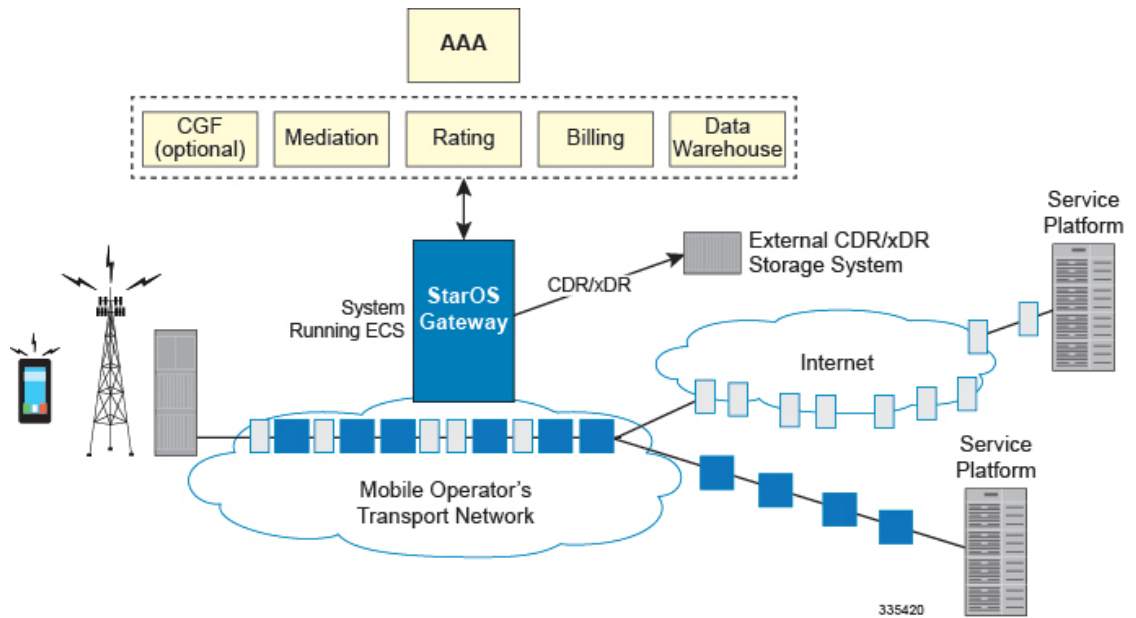 AAA
CGF
(optional)
Mediation
Rating
Billing
Data
Warehouse
Service
Platform
External CDR/xDR
Storage System
CDR/xDR
StarOS
Gateway
System
Running ECS
Internet
Mobile Operator's
Transport Network
Service
Platform
335420